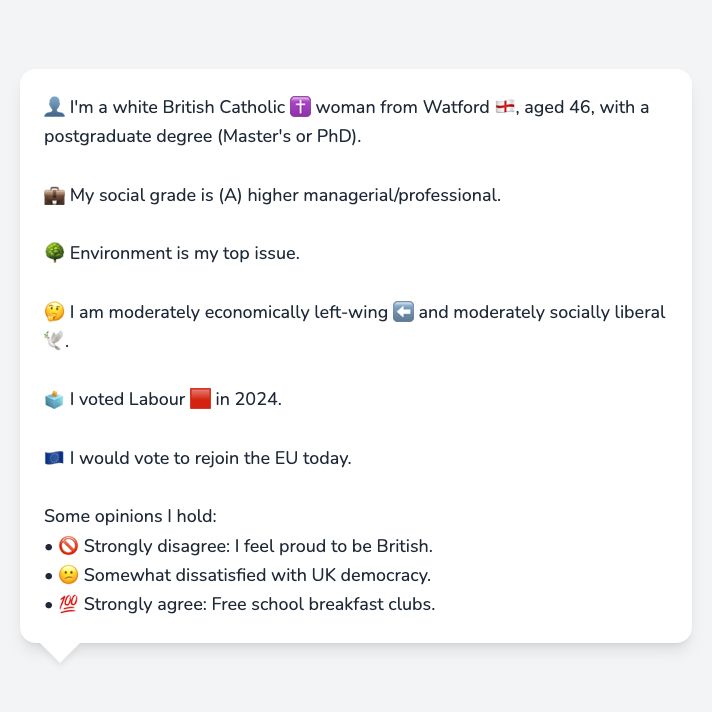 👤 I'm a white British Catholic ✝️ woman from Watford 🏴󠁧󠁢󠁥󠁮󠁧󠁿, aged 46, with a
postgraduate degree (Master's or PhD).
💼 My social grade is (A) higher managerial/professional.
🌳 Environment is my top issue.
🤔 I am moderately economically left-wing ⬅️ and moderately socially liberal
🕊️.
🗳️ I voted Labour 🟥 in 2024.
🇪🇺 I would vote to rejoin the EU today.
Some opinions I hold:
• 🚫 Strongly disagree: I feel proud to be British.
• 😕 Somewhat dissatisfied with UK democracy.
• 💯 Strongly agree: Free school breakfast clubs.